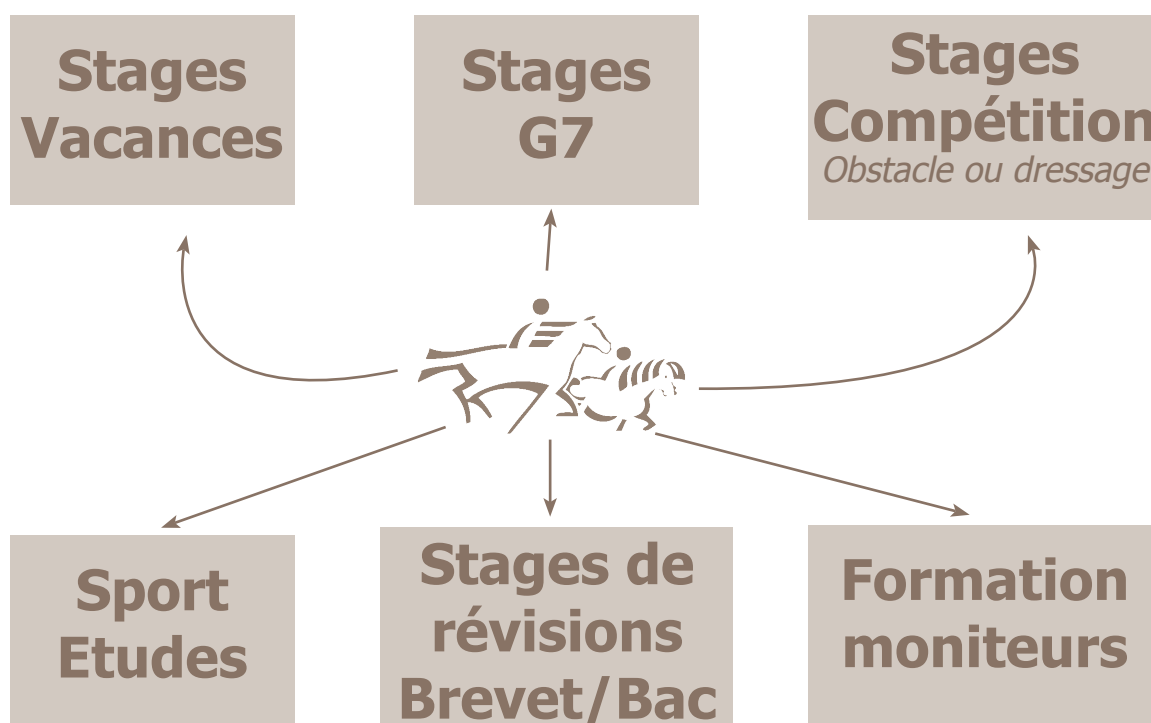 Stages
Vacances
Stages
G7
Stages
Compétition
Obstacle ou dressage
Sport
Etudes
Stages de
révisions
Brevet/Bac
Formation
moniteurs